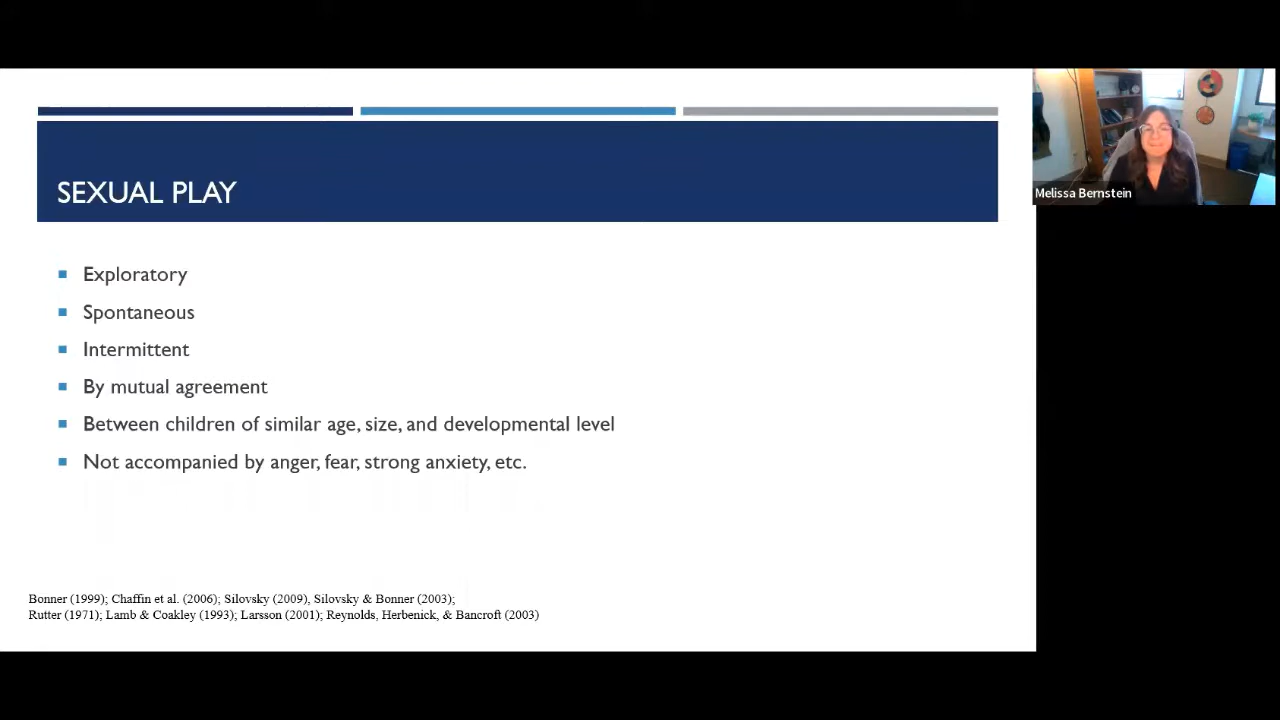 SEXUAL PLAY
Exploratory
Spontaneous
Intermittent
By mutual agreement
Between children of similar age, size, and developmental level
Not accompanied by anger, fear, strong anxiety, etc.
Bonner (1999); Chaffin et al. (2006); Silovsky (2009), Silovsky & Bonner (2003);
Rutter (1971); Lamb & Coakley (1993); Larsson (2001); Reynolds, Herbenick, & Bancroft (2003)
Melissa Bernstein